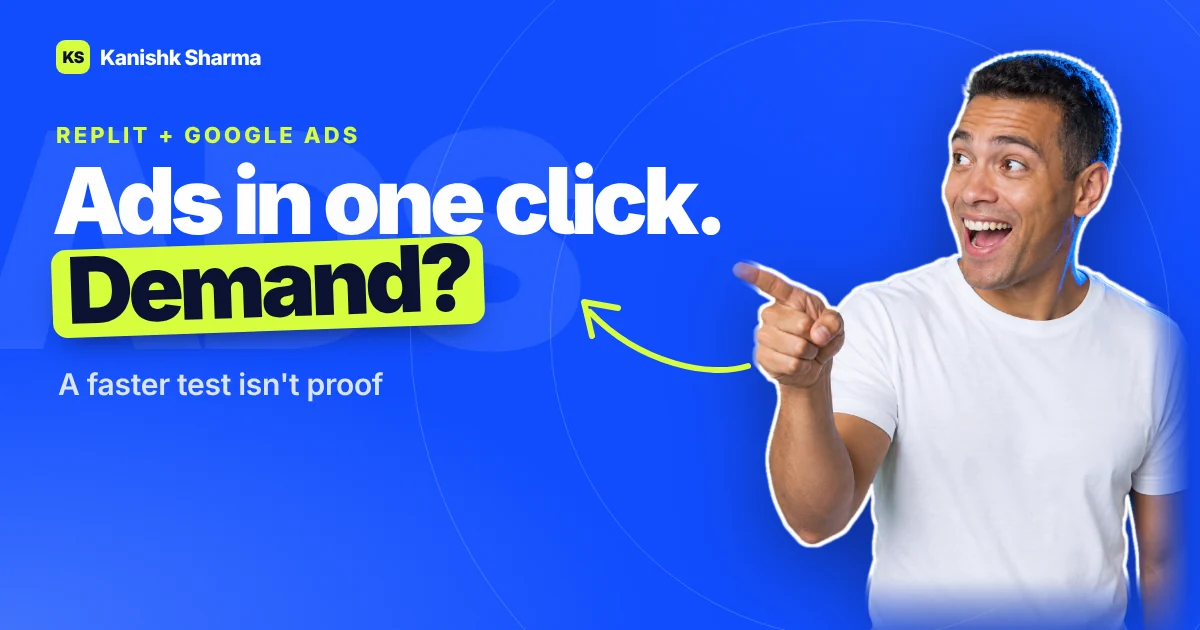 KS Kanishk Sharma
REPLIT + GOOGLE ADS
Ads in one click.
Demand?
A faster test isn't proof
ADS